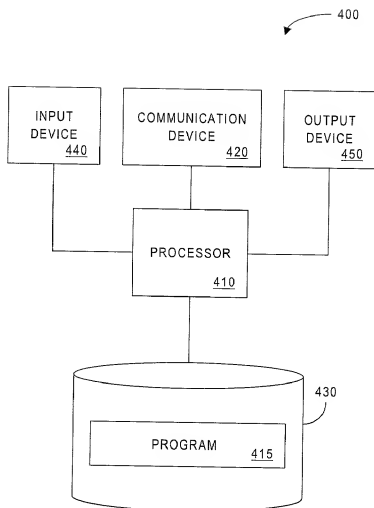 400
INPUT
DEVICE
440
COMMUNICATION
DEVICE
420
OUTPUT
DEVICE
450
PROCESSOR
410
430
PROGRAM
415